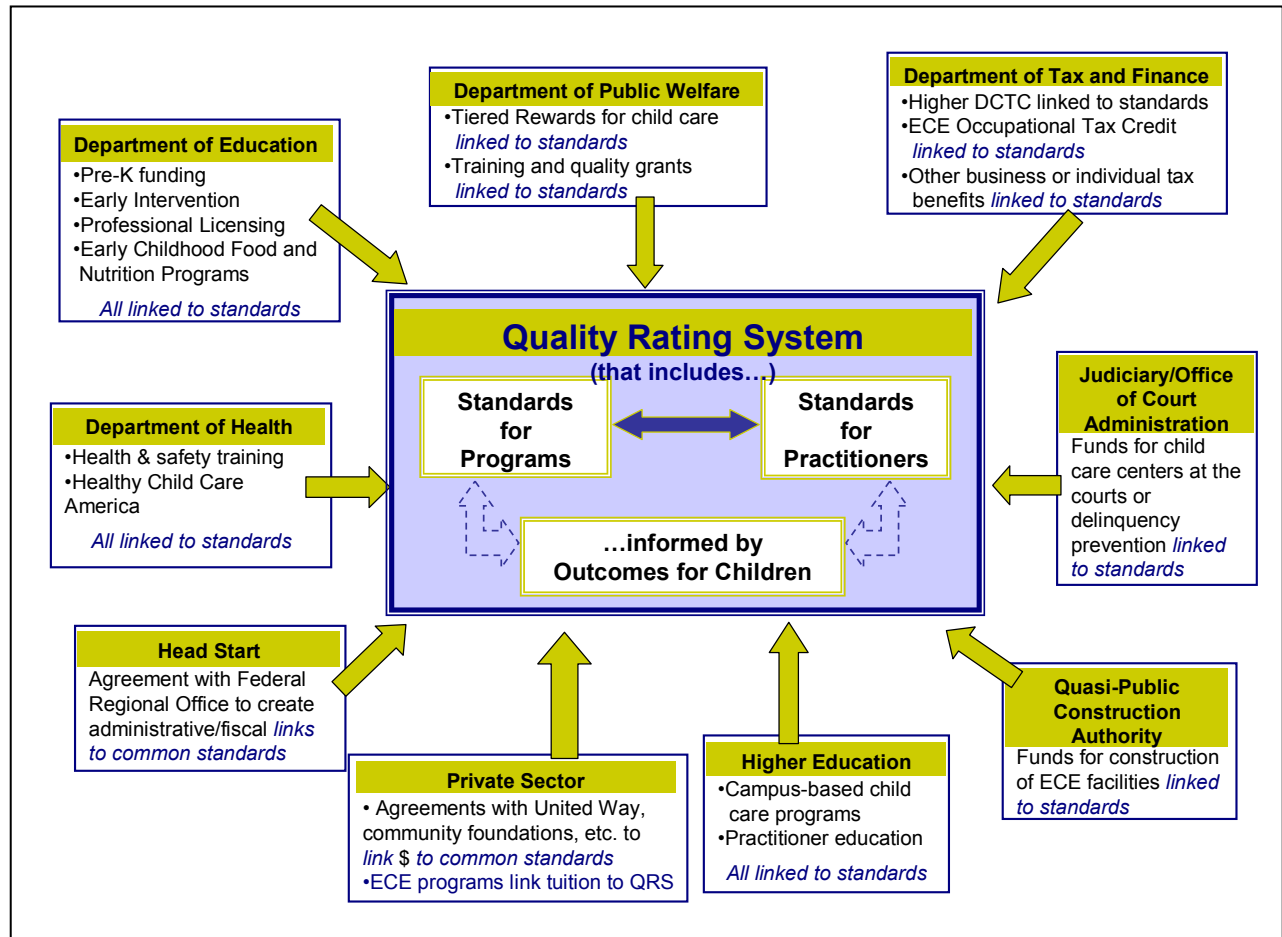 Department of Education
•Pre-K funding
•Early Intervention
•Professional Licensing
•Early Childhood Food and
Nutrition Programs
All linked to standards
Department of Public Welfare
•Tiered Rewards for child care
linked to standards
•Training and quality grants
linked to standards
Department of Tax and Finance
•Higher DCTC linked to standards
•ECE Occupational Tax Credit
linked to standards
•Other business or individual tax
benefits linked to standards
Quality Rating System
(that includes…)
Standards
for
Programs
Standards
for
Practitioners
…informed by
Outcomes for Children
Department of Health
•Health & safety training
•Healthy Child Care
America
All linked to standards
Judiciary/Office
of Court
Administration
Funds for child
care centers at the
courts or
delinquency
prevention linked
to standards
Head Start
Agreement with Federal
Regional Office to create
administrative/fiscal links
to common standards
Private Sector
• Agreements with United Way,
community foundations, etc. to
link $ to common standards
•ECE programs link tuition to QRS
Higher Education
•Campus-based child
care programs
•Practitioner education
All linked to standards
Quasi-Public
Construction
Authority
Funds for construction
of ECE facilities linked
to standards